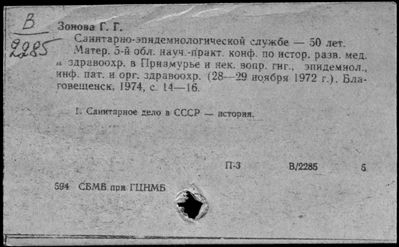 В
2285
Зонова Г. Г.
Санитарно-эпидемиологической службе — 50 лет.
Матер. 5-й обл. науч.-практ. конф. по истор. разв. мед.
и здравоохр. в Приамурье и нек. вопр. гиг., эпидемиол.,
инф. пат. и орг. здравоохр. (28—29 ноября 1972 г.). Бла-
говещенск, 1974, с. 14—16.
1. Санитарное дело в СССР — история.
П-3 В/2285 5
594 СБМБ при ГЦНМБ